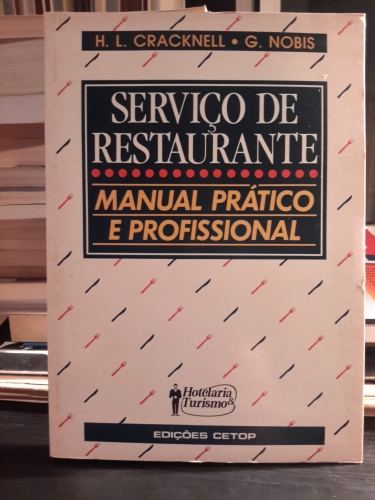 H. L. CRACKNELL • G. NOBIS
SERVIÇO DE
RESTAURANTE
MANUAL PRÁTICO
E PROFISSIONAL
Hotelaria
& Turismo
EDIÇÕES CETOP